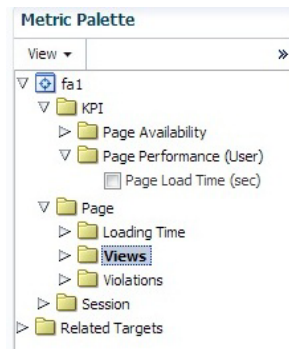 Metric Palette
View »
fa1
KPI
Page Availability
Page Performance (User)
Page Load Time (sec)
Page
Loading Time
Views
Violations
Session
Related Targets